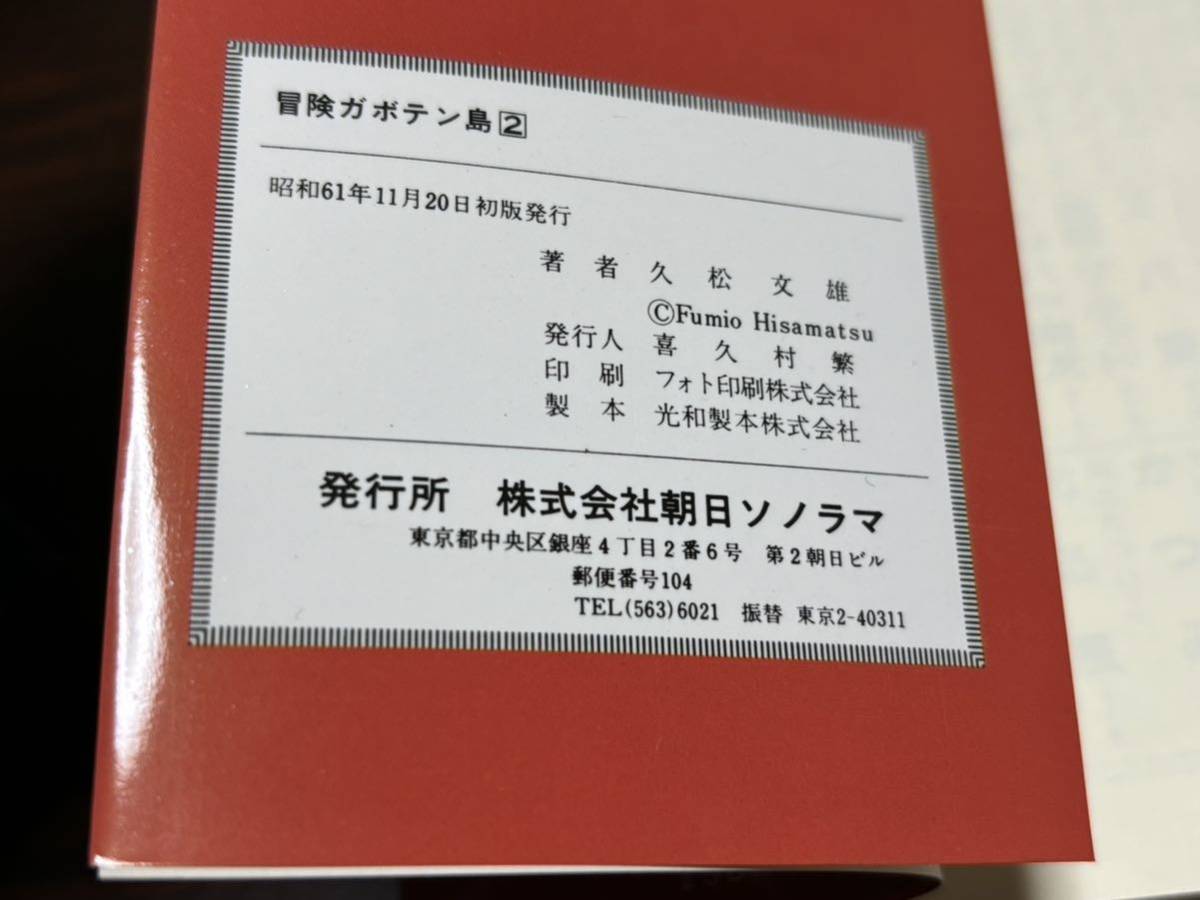 冒険ガボテン島2
昭和61年11月20日初版発行
著者 久松文雄
©Fumio Hisamatsu
発行人 喜久村繁
印刷 フォト印刷株式会社
製本 光和製本株式会社
発行所 株式会社朝日ソノラマ
東京都中央区銀座4丁目2番6号 第2朝日ビル
郵便番号104
TEL(563)6021 振替 東京2-40311